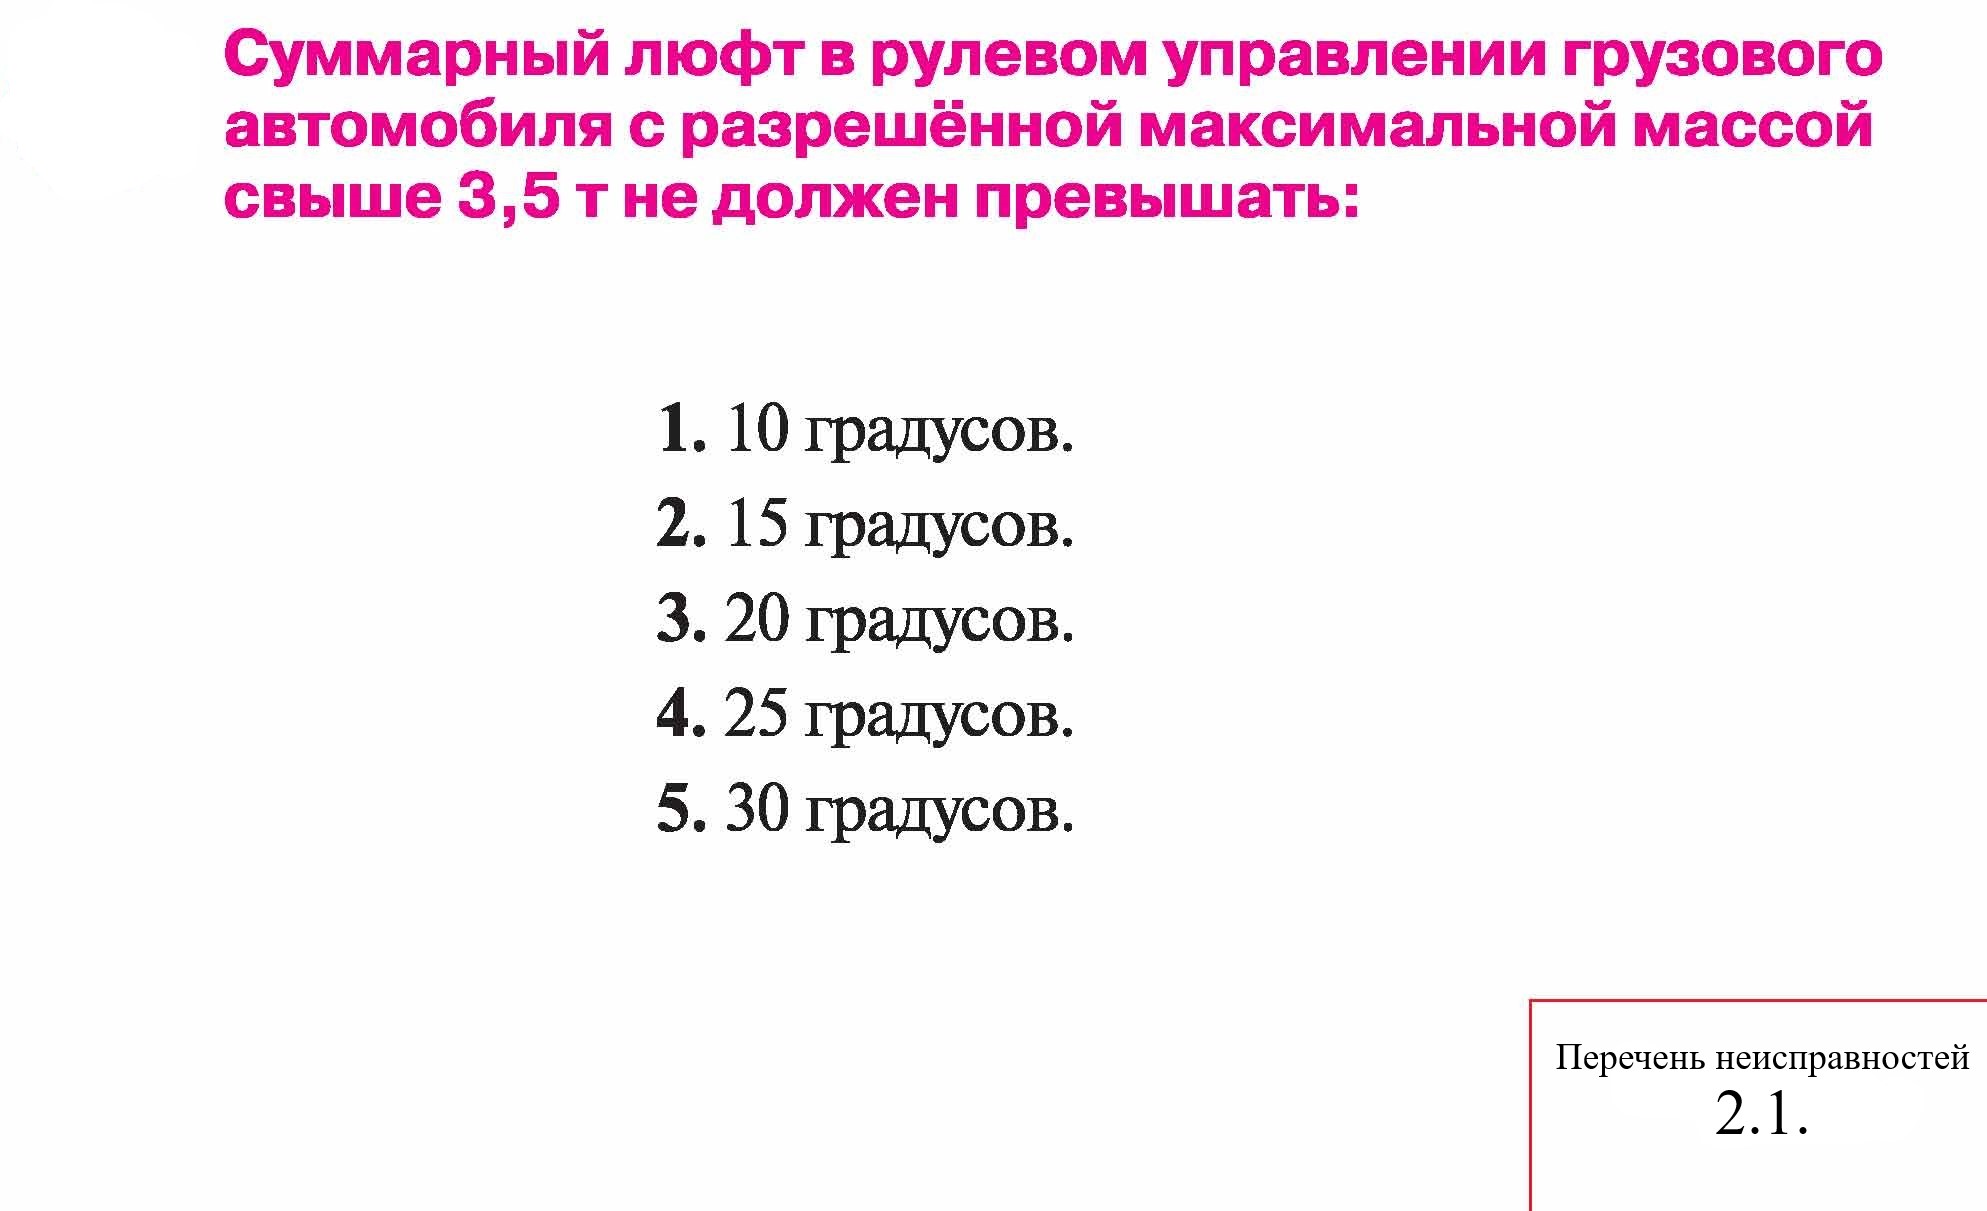 Суммарный люфт в рулевом управлении грузового
автомобиля с разрешённой максимальной массой
свыше 3,5 т не должен превышать:
1. 10 градусов.
2. 15 градусов.
3. 20 градусов.
4. 25 градусов.
5. 30 градусов.
Перечень неисправностей
2.1.